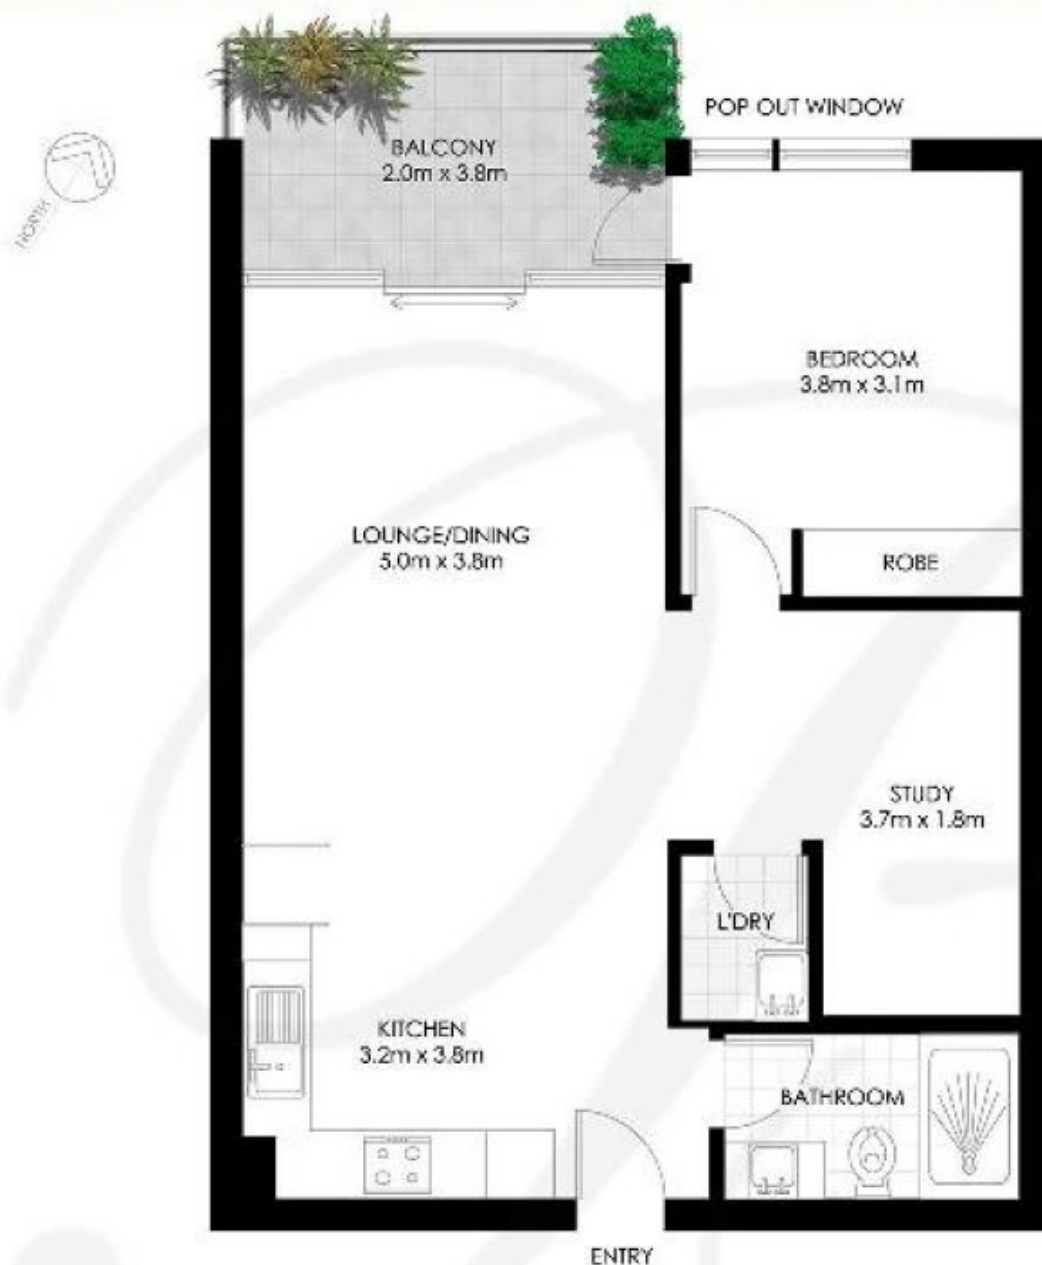 POP OUT WINDOW
BALCONY
2.0m x 3.8m
NORTH
BEDROOM
3.8m x 3.1m
LOUNGE/DINING
5.0m x 3.8m
ROBE
STUDY
3.7m x 1.8m
L'DRY
KITCHEN
3.2m x 3.8m
BATHROOM
ENTRY